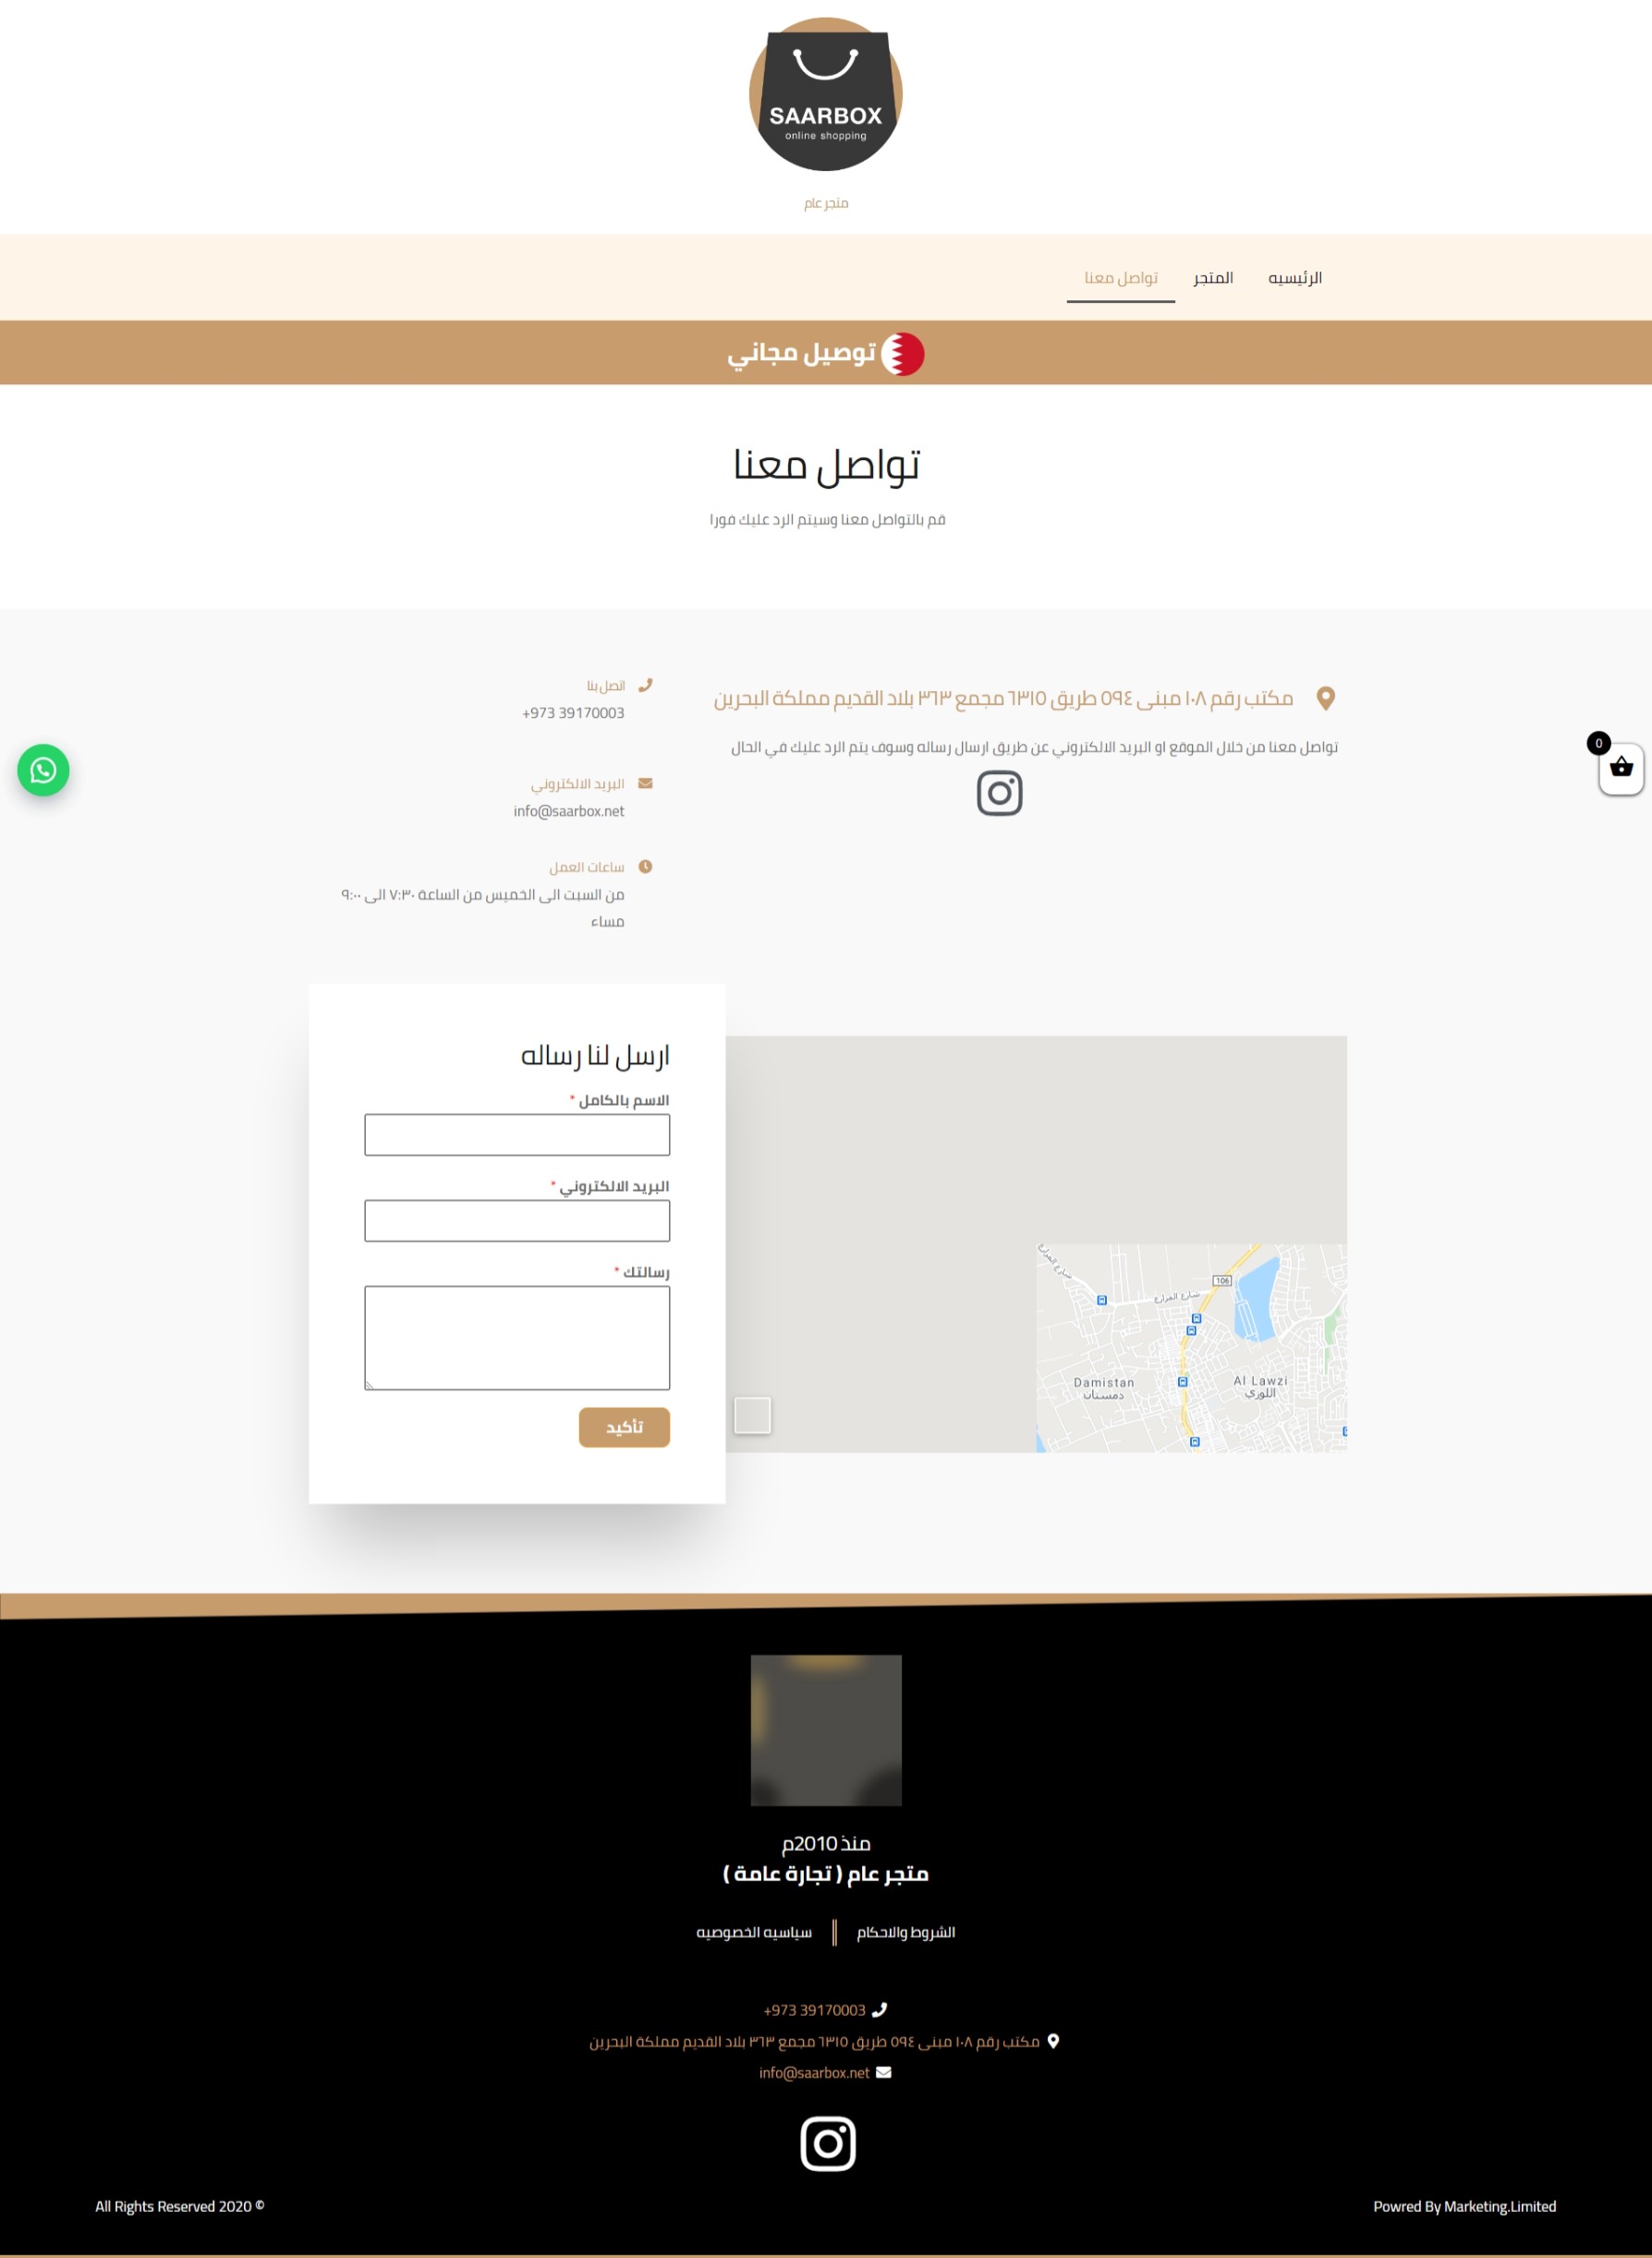 SAARBOX
online shopping
متجر عام
الرئيسيه
المتجر
تواصل معنا
توصيل مجاني
تواصل معنا
قم بالتواصل معنا وسيتم الرد عليك فورا
مكتب رقم ١٠٨ مبنى ٥٩٤ طريق ٦٣١٥ مجمع ٣٦٣ بلاد القديم مملكة البحرين
تواصل معنا من خلال الموقع او البريد الالكتروني عن طريق ارسال رساله وسوف يتم الرد عليك في الحال
اتصل بنا
+973 39170003
البريد الالكتروني
info@saarbox.net
ساعات العمل
من السبت الى الخميس من الساعة ٧:٣٠ الى ٩:٠٠
مساء
0
ارسل لنا رساله
الاسم بالكامل *
البريد الالكتروني *
رسالتك *
تأكيد
106
Damistan
دمستان
Al Lawzi
اللوزي
منذ 2010م
متجر عام ( تجارة عامة )
الشروط والاحكام
سياسيه الخصوصيه
+973 39170003
مكتب رقم ١٠٨ مبنى ٥٩٤ طريق ٦٣١٥ مجمع ٣٦٣ بلاد القديم مملكة البحرين
info@saarbox.net
Powred By Marketing.Limited
All Rights Reserved 2020 ©